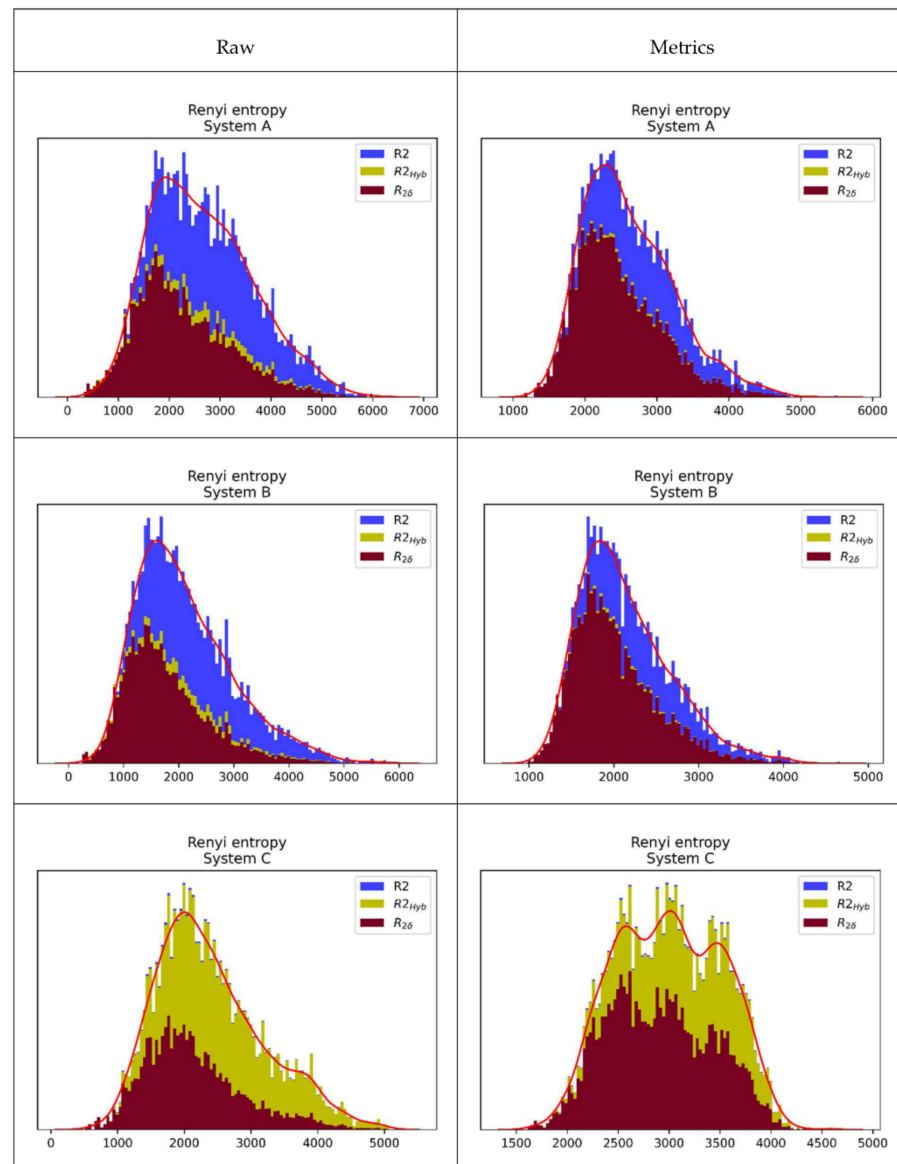 Raw
Metrics
Renyi entropy
System A
R2
R2Hyb
R2δ
0 1000 2000 3000 4000 5000 6000 7000
Renyi entropy
System A
R2
R2Hyb
R2δ
1000 2000 3000 4000 5000 6000
Renyi entropy
System B
R2
R2Hyb
R2δ
0 1000 2000 3000 4000 5000 6000
Renyi entropy
System B
R2
R2Hyb
R2δ
1000 2000 3000 4000 5000
Renyi entropy
System C
R2
R2Hyb
R2δ
0 1000 2000 3000 4000 5000
Renyi entropy
System C
R2
R2Hyb
R2δ
1500 2000 2500 3000 3500 4000 4500 5000